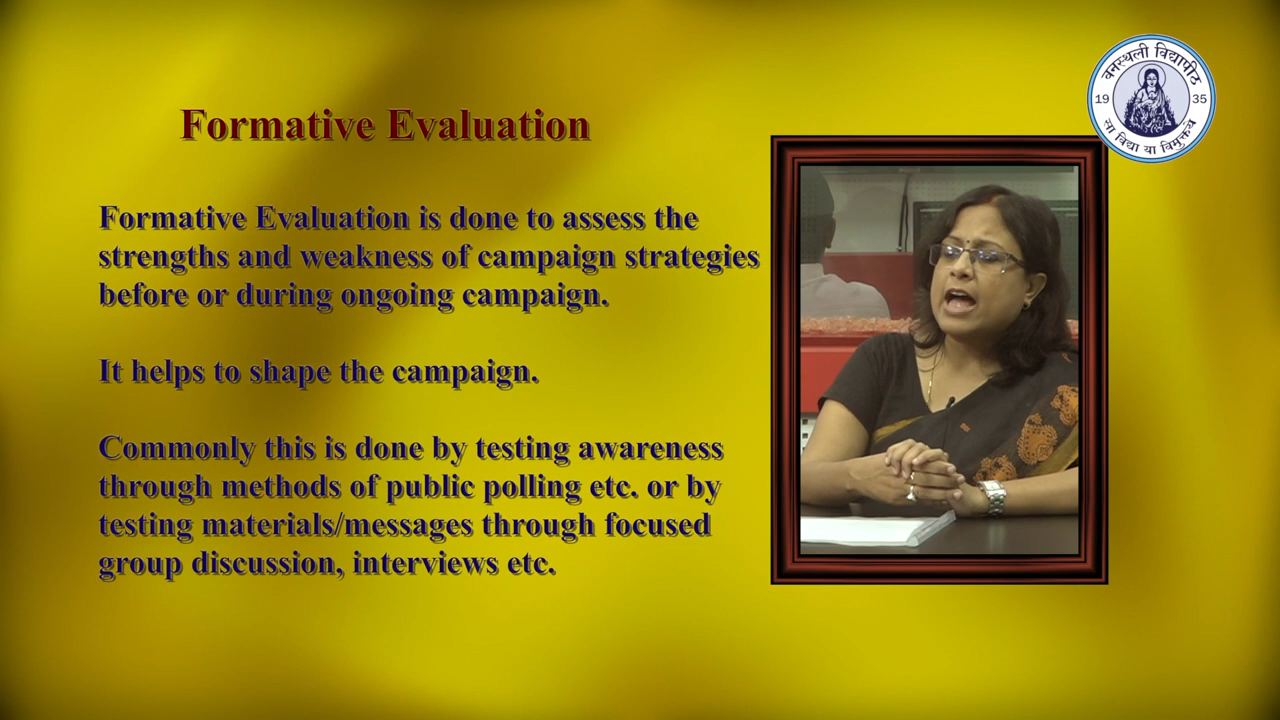 वनस्थली विद्यापीठ
19 35
सा विद्या या विमुक्तये
Formative Evaluation
Formative Evaluation is done to assess the
strengths and weakness of campaign strategies
before or during ongoing campaign.
It helps to shape the campaign.
Commonly this is done by testing awareness
through methods of public polling etc. or by
testing materials/messages through focused
group discussion, interviews etc.